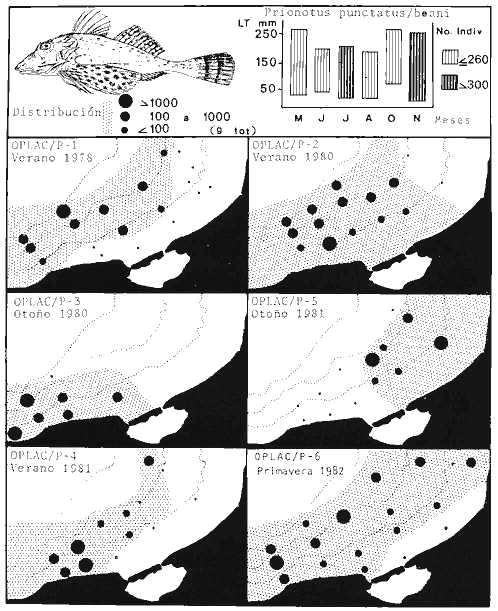 Prionotus punctatus/beani
LT mm
250
150
50
M J J A O N Meses
No. Indiv
≤260
>300
Distribución
>1000
100 a 1000
<100
(g tot)
OPLAC/P-1
Verano 1978
OPLAC/P-2
Verano 1980
OPLAC/P-3
Otoño 1980
OPLAC/P-5
Otoño 1981
OPLAC/P-4
Verano 1981
OPLAC/P-6
Primavera 1982